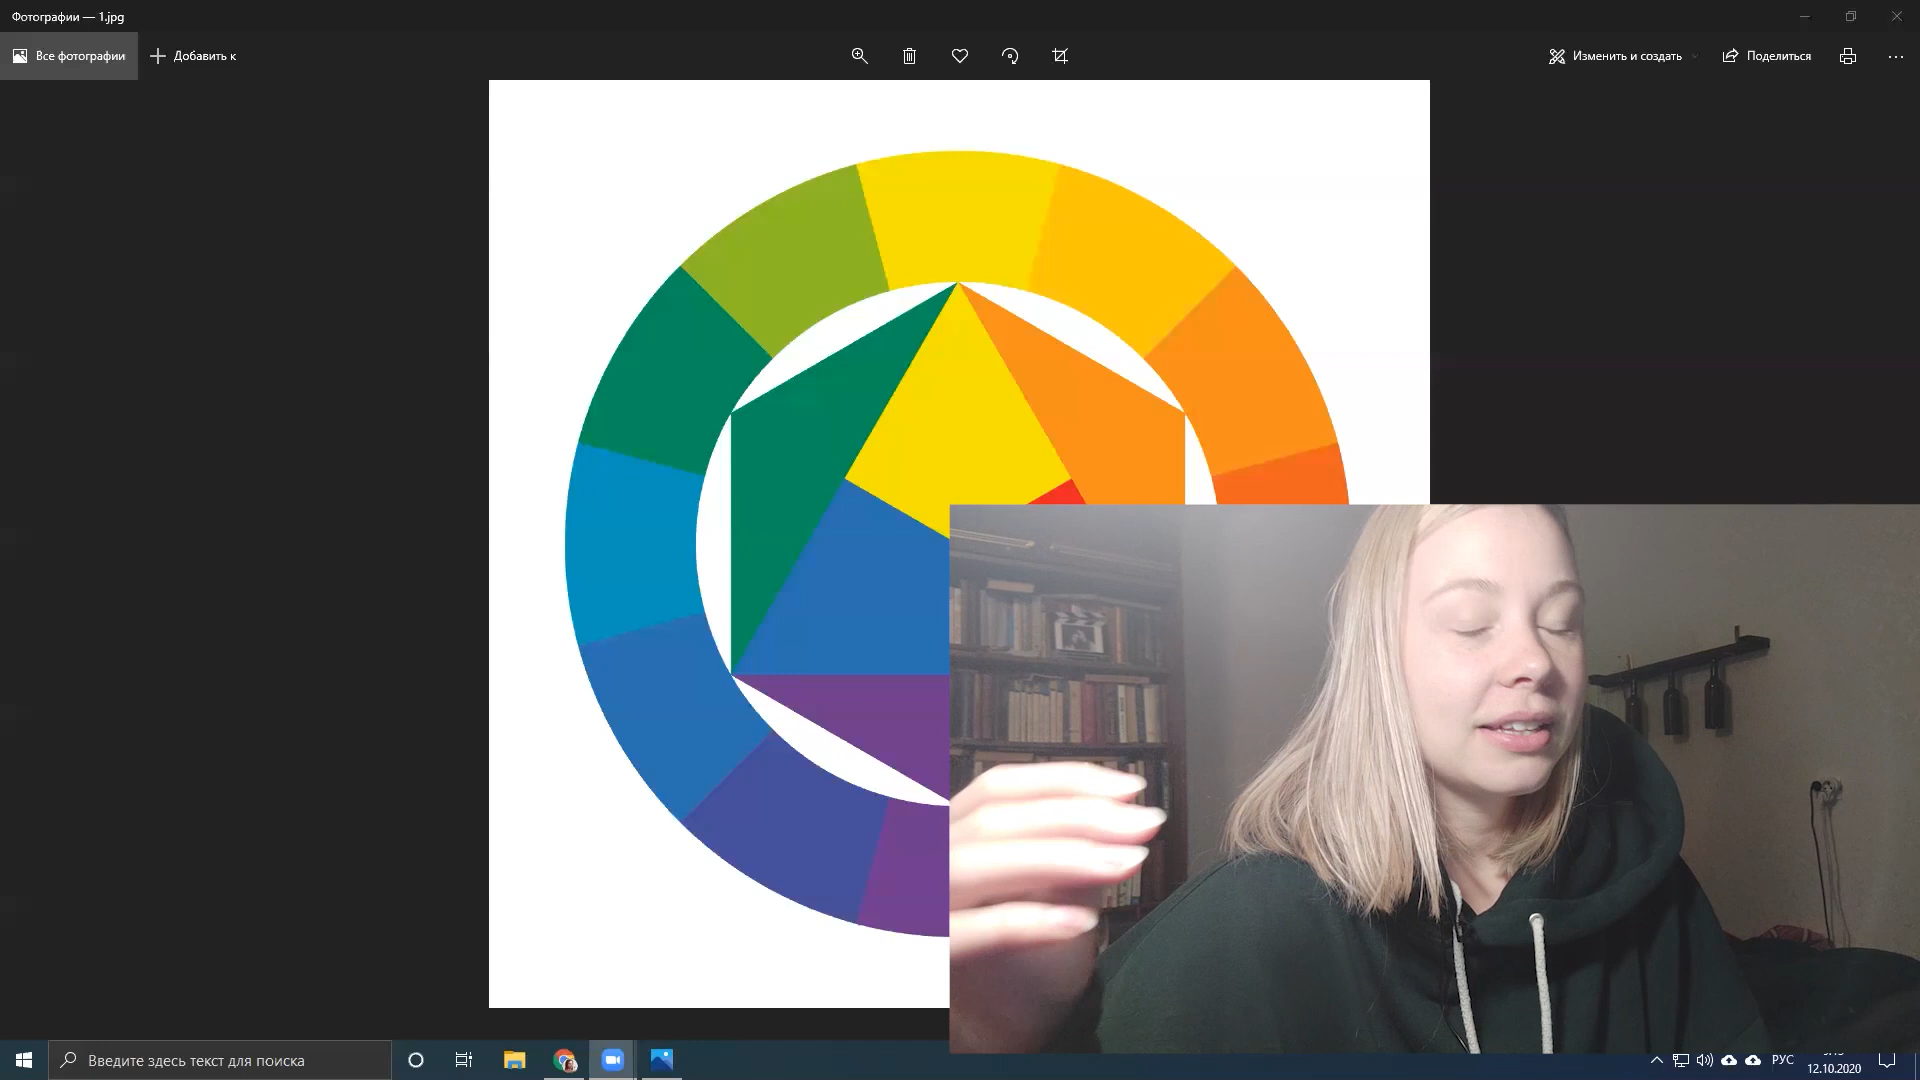 Фотографии — 1.jpg
Все фотографии
Добавить к
Изменить и создать
Поделиться
Введите здесь текст для поиска
РУС
12.10.2020